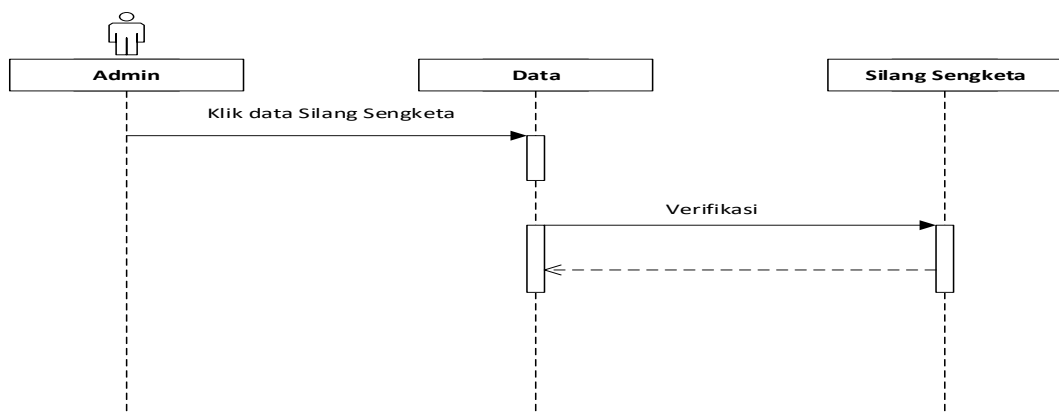 Admin
Data
Silang Sengketa
Klik data Silang Sengketa
Verifikasi